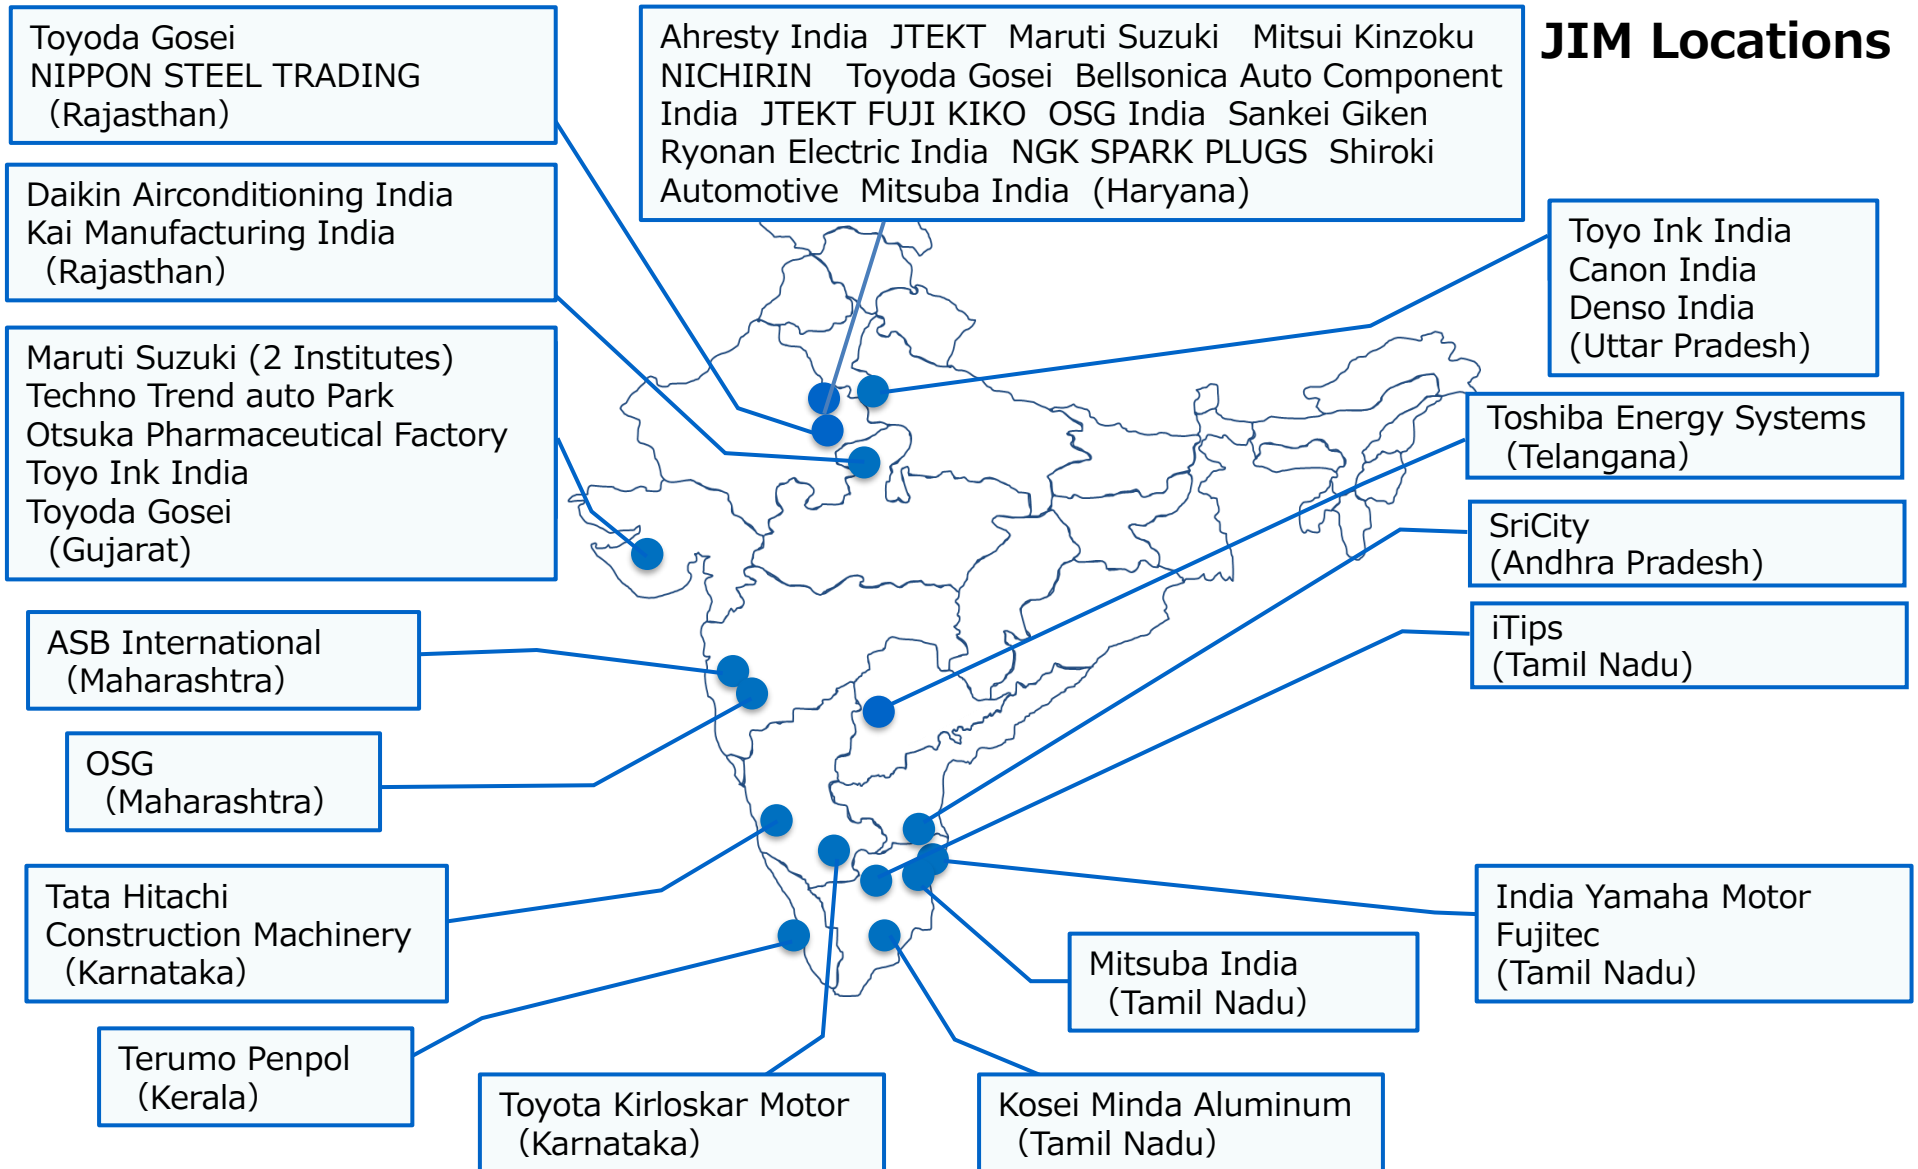 JIM Locations
Toyoda Gosei
NIPPON STEEL TRADING
（Rajasthan）
Ahresty India JTEKT Maruti Suzuki Mitsui Kinzoku
NICHIRIN Toyoda Gosei Bellsonica Auto Component
India JTEKT FUJI KIKO OSG India Sankei Giken
Ryonan Electric India NGK SPARK PLUGS Shiroki
Automotive Mitsuba India (Haryana)
Daikin Airconditioning India
Kai Manufacturing India
（Rajasthan）
Toyo Ink India
Canon India
Denso India
(Uttar Pradesh)
Maruti Suzuki (2 Institutes)
Techno Trend auto Park
Otsuka Pharmaceutical Factory
Toyo Ink India
Toyoda Gosei
(Gujarat)
Toshiba Energy Systems
（Telangana）
SriCity
(Andhra Pradesh)
iTips
(Tamil Nadu）
ASB International
（Maharashtra）
OSG
（Maharashtra）
Tata Hitachi
Construction Machinery
（Karnataka）
India Yamaha Motor
Fujitec
(Tamil Nadu）
Mitsuba India
（Tamil Nadu）
Terumo Penpol
（Kerala）
Toyota Kirloskar Motor
（Karnataka）
Kosei Minda Aluminum
（Tamil Nadu）